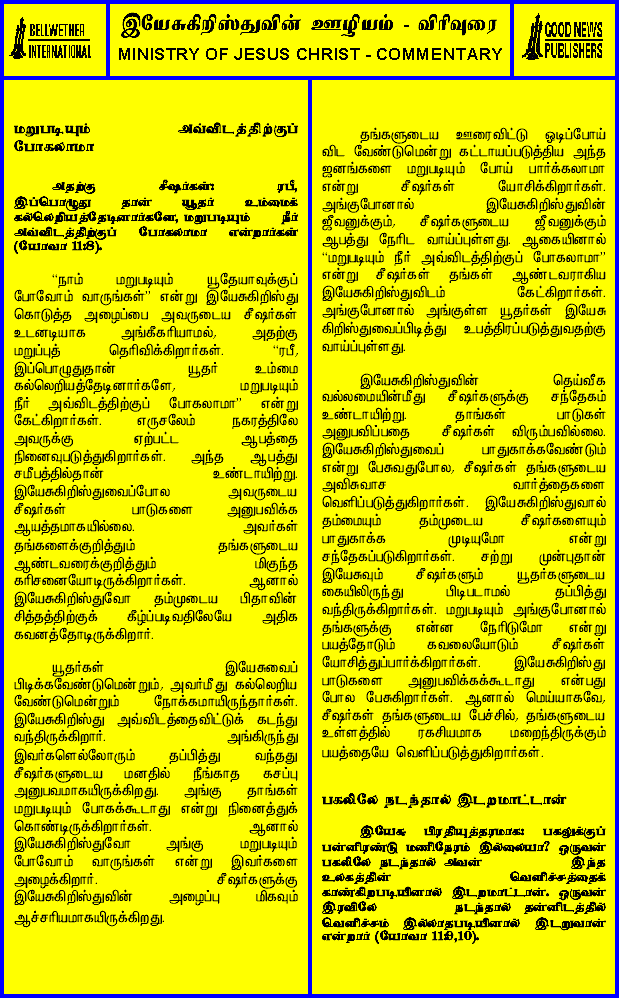 BELLWETHER
INTERNATIONAL
இயேசுகிறிஸ்துவின் ஊழியம் - விரிவுரை
MINISTRY OF JESUS CHRIST - COMMENTARY
GOOD NEWS
PUBLISHERS
மறுபடியும் அவ்விடத்திற்குப்
போகலாமா
அதற்கு சீஷர்கள்: ரபீ,
இப்பொழுது தான் யூதர் உம்மைக்
கல்லெறியத்தேடினார்களே, மறுபடியும் நீர்
அவ்விடத்திற்குப் போகலாமா என்றார்கள்
(யோவா 11:8).
“நாம் மறுபடியும் யூதேயாவுக்குப்
போவோம் வாருங்கள்” என்று இயேசுகிறிஸ்து
கொடுத்த அழைப்பை அவருடைய சீஷர்கள்
உடனடியாக அங்கீகரியாமல், அதற்கு
மறுப்புத் தெரிவிக்கிறார்கள். “ரபீ,
இப்பொழுதுதான் யூதர் உம்மை
கல்லெறியத்தேடினார்களே, மறுபடியும்
நீர் அவ்விடத்திற்குப் போகலாமா” என்று
கேட்கிறார்கள். எருசலேம் நகரத்திலே
அவருக்கு ஏற்பட்ட ஆபத்தை
நினைவுபடுத்துகிறார்கள். அந்த ஆபத்து
சமீபத்தில்தான் உண்டாயிற்று.
இயேசுகிறிஸ்துவைப்போல அவருடைய
சீஷர்கள் பாடுகளை அனுபவிக்க
ஆயத்தமாகயில்லை. அவர்கள்
தங்களைக்குறித்தும் தங்களுடைய
ஆண்டவரைக்குறித்தும் மிகுந்த
கரிசனையோடிருக்கிறார்கள். ஆனால்
இயேசுகிறிஸ்துவோ தம்முடைய பிதாவின்
சித்தத்திற்குக் கீழ்ப்படிவதிலேயே அதிக
கவனத்தோடிருக்கிறார்.
யூதர்கள் இயேசுவைப்
பிடிக்கவேண்டுமென்றும், அவர்மீது கல்லெறிய
வேண்டுமென்றும் நோக்கமாயிருந்தார்கள்.
இயேசுகிறிஸ்து அவ்விடத்தைவிட்டுக் கடந்து
வந்திருக்கிறார். அங்கிருந்து
இவர்களெல்லோரும் தப்பித்து வந்தது
சீஷர்களுடைய மனதில் நீங்காத கசப்பு
அனுபவமாகயிருக்கிறது. அங்கு தாங்கள்
மறுபடியும் போகக்கூடாது என்று நினைத்துக்
கொண்டிருக்கிறார்கள். ஆனால்
இயேசுகிறிஸ்துவோ அங்கு மறுபடியும்
போவோம் வாருங்கள் என்று இவர்களை
அழைக்கிறார். சீஷர்களுக்கு
இயேசுகிறிஸ்துவின் அழைப்பு மிகவும்
ஆச்சரியமாகயிருக்கிறது.
தங்களுடைய ஊரைவிட்டு ஓடிப்போய்
விட வேண்டுமென்று கட்டாயப்படுத்திய அந்த
ஜனங்களை மறுபடியும் போய் பார்க்கலாமா
என்று சீஷர்கள் யோசிக்கிறார்கள்.
அங்குபோனால் இயேசுகிறிஸ்துவின்
ஜீவனுக்கும், சீஷர்களுடைய ஜீவனுக்கும்
ஆபத்து நேரிட வாய்ப்புள்ளது. ஆகையினால்
“மறுபடியும் நீர் அவ்விடத்திற்குப் போகலாமா”
என்று சீஷர்கள் தங்கள் ஆண்டவராகிய
இயேசுகிறிஸ்துவிடம் கேட்கிறார்கள்.
அங்குபோனால் அங்குள்ள யூதர்கள் இயேசு
கிறிஸ்துவைப்பிடித்து உபத்திரப்படுத்துவதற்கு
வாய்ப்புள்ளது.
இயேசுகிறிஸ்துவின் தெய்வீக
வல்லமையின்மீது சீஷர்களுக்கு சந்தேகம்
உண்டாயிற்று. தாங்கள் பாடுகள்
அனுபவிப்பதை சீஷர்கள் விரும்பவில்லை.
இயேசுகிறிஸ்துவைப் பாதுகாக்கவேண்டும்
என்று பேசுவதுபோல, சீஷர்கள் தங்களுடைய
அவிசுவாச வார்த்தைகளை
வெளிப்படுத்துகிறார்கள். இயேசுகிறிஸ்துவால்
தம்மையும் தம்முடைய சீஷர்களையும்
பாதுகாக்க முடியுமோ என்று
சந்தேகப்படுகிறார்கள். சற்று முன்புதான்
இயேசுவும் சீஷர்களும் யூதர்களுடைய
கையிலிருந்து பிடிபடாமல் தப்பித்து
வந்திருக்கிறார்கள். மறுபடியும் அங்குபோனால்
தங்களுக்கு என்ன நேரிடுமோ என்று
பயத்தோடும் கவலையோடும் சீஷர்கள்
யோசித்துப்பார்க்கிறார்கள். இயேசுகிறிஸ்து
பாடுகளை அனுபவிக்கக்கூடாது என்பது
போல பேசுகிறார்கள். ஆனால் மெய்யாகவே,
சீஷர்கள் தங்களுடைய பேச்சில், தங்களுடைய
உள்ளத்தில் ரகசியமாக மறைந்திருக்கும்
பயத்தையே வெளிப்படுத்துகிறார்கள்.
பகலிலே நடந்தால் இடறமாட்டான்
இயேசு பிரதியுத்தரமாக: பகலுக்குப்
பன்னிரண்டு மணிநேரம் இல்லையா? ஒருவன்
பகலிலே நடந்தால் அவன் இந்த
உலகத்தின் வெளிச்சத்தைக்
காண்கிறபடியினால் இடறமாட்டான். ஒருவன்
இரவிலே நடந்தால் தன்னிடத்தில்
வெளிச்சம் இல்லாதபடியினால் இடறுவான்
என்றார் (யோவா 11:9,10).